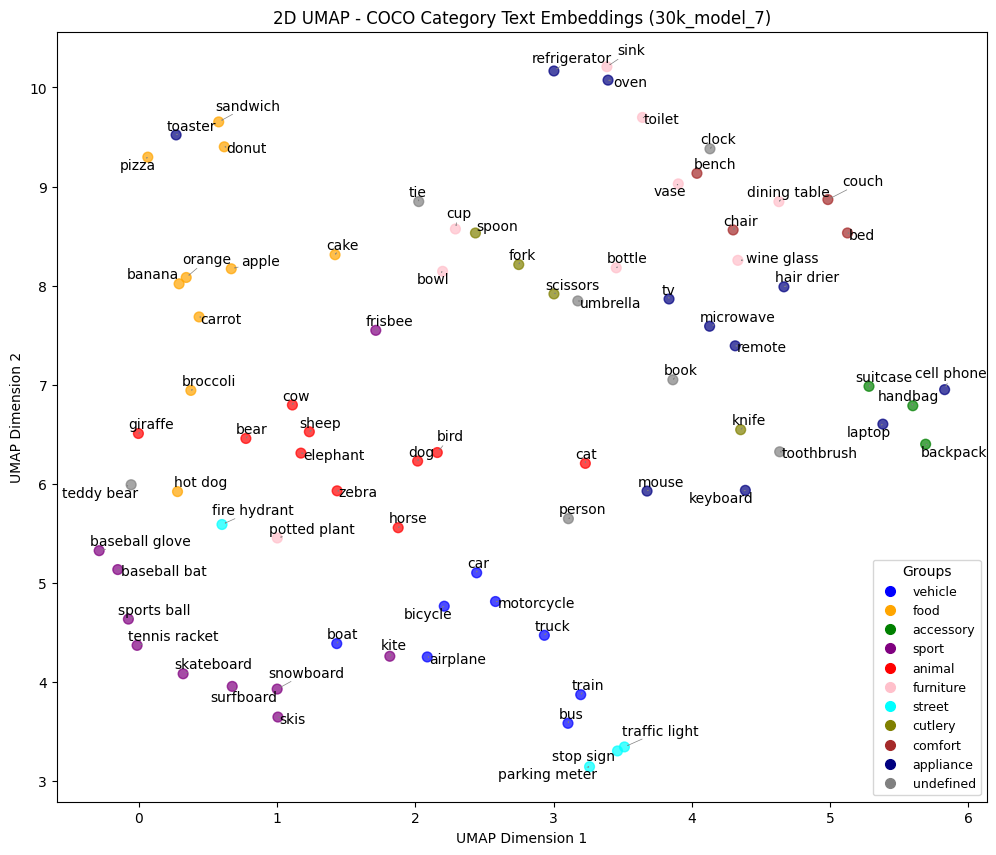 2D UMAP - COCO Category Text Embeddings (30k_model_7)
refrigerator
sink
oven
toilet
sandwich
toaster
donut
pizza
clock
bench
couch
vase
dining table
tie
cup
spoon
chair
bed
cake
fork
bottle
wine glass
orange
apple
banana
bowl
scissors
umbrella
hair drier
tv
carrot
frisbee
microwave
remote
book
broccoli
cow
suitcase
cell phone
handbag
giraffe
bear
sheep
bird
knife
laptop
elephant
dog
cat
toothbrush
backpack
teddy bear
hot dog
zebra
mouse
keyboard
fire hydrant
potted plant
horse
person
baseball glove
baseball bat
car
sports ball
bicycle
motorcycle
tennis racket
boat
kite
airplane
truck
skateboard
snowboard
surfboard
train
skis
bus
traffic light
stop sign
parking meter
Groups
vehicle
food
accessory
sport
animal
furniture
street
cutlery
comfort
appliance
undefined
10
9
8
7
6
5
4
3
UMAP Dimension 2
0 1 2 3 4 5 6
UMAP Dimension 1